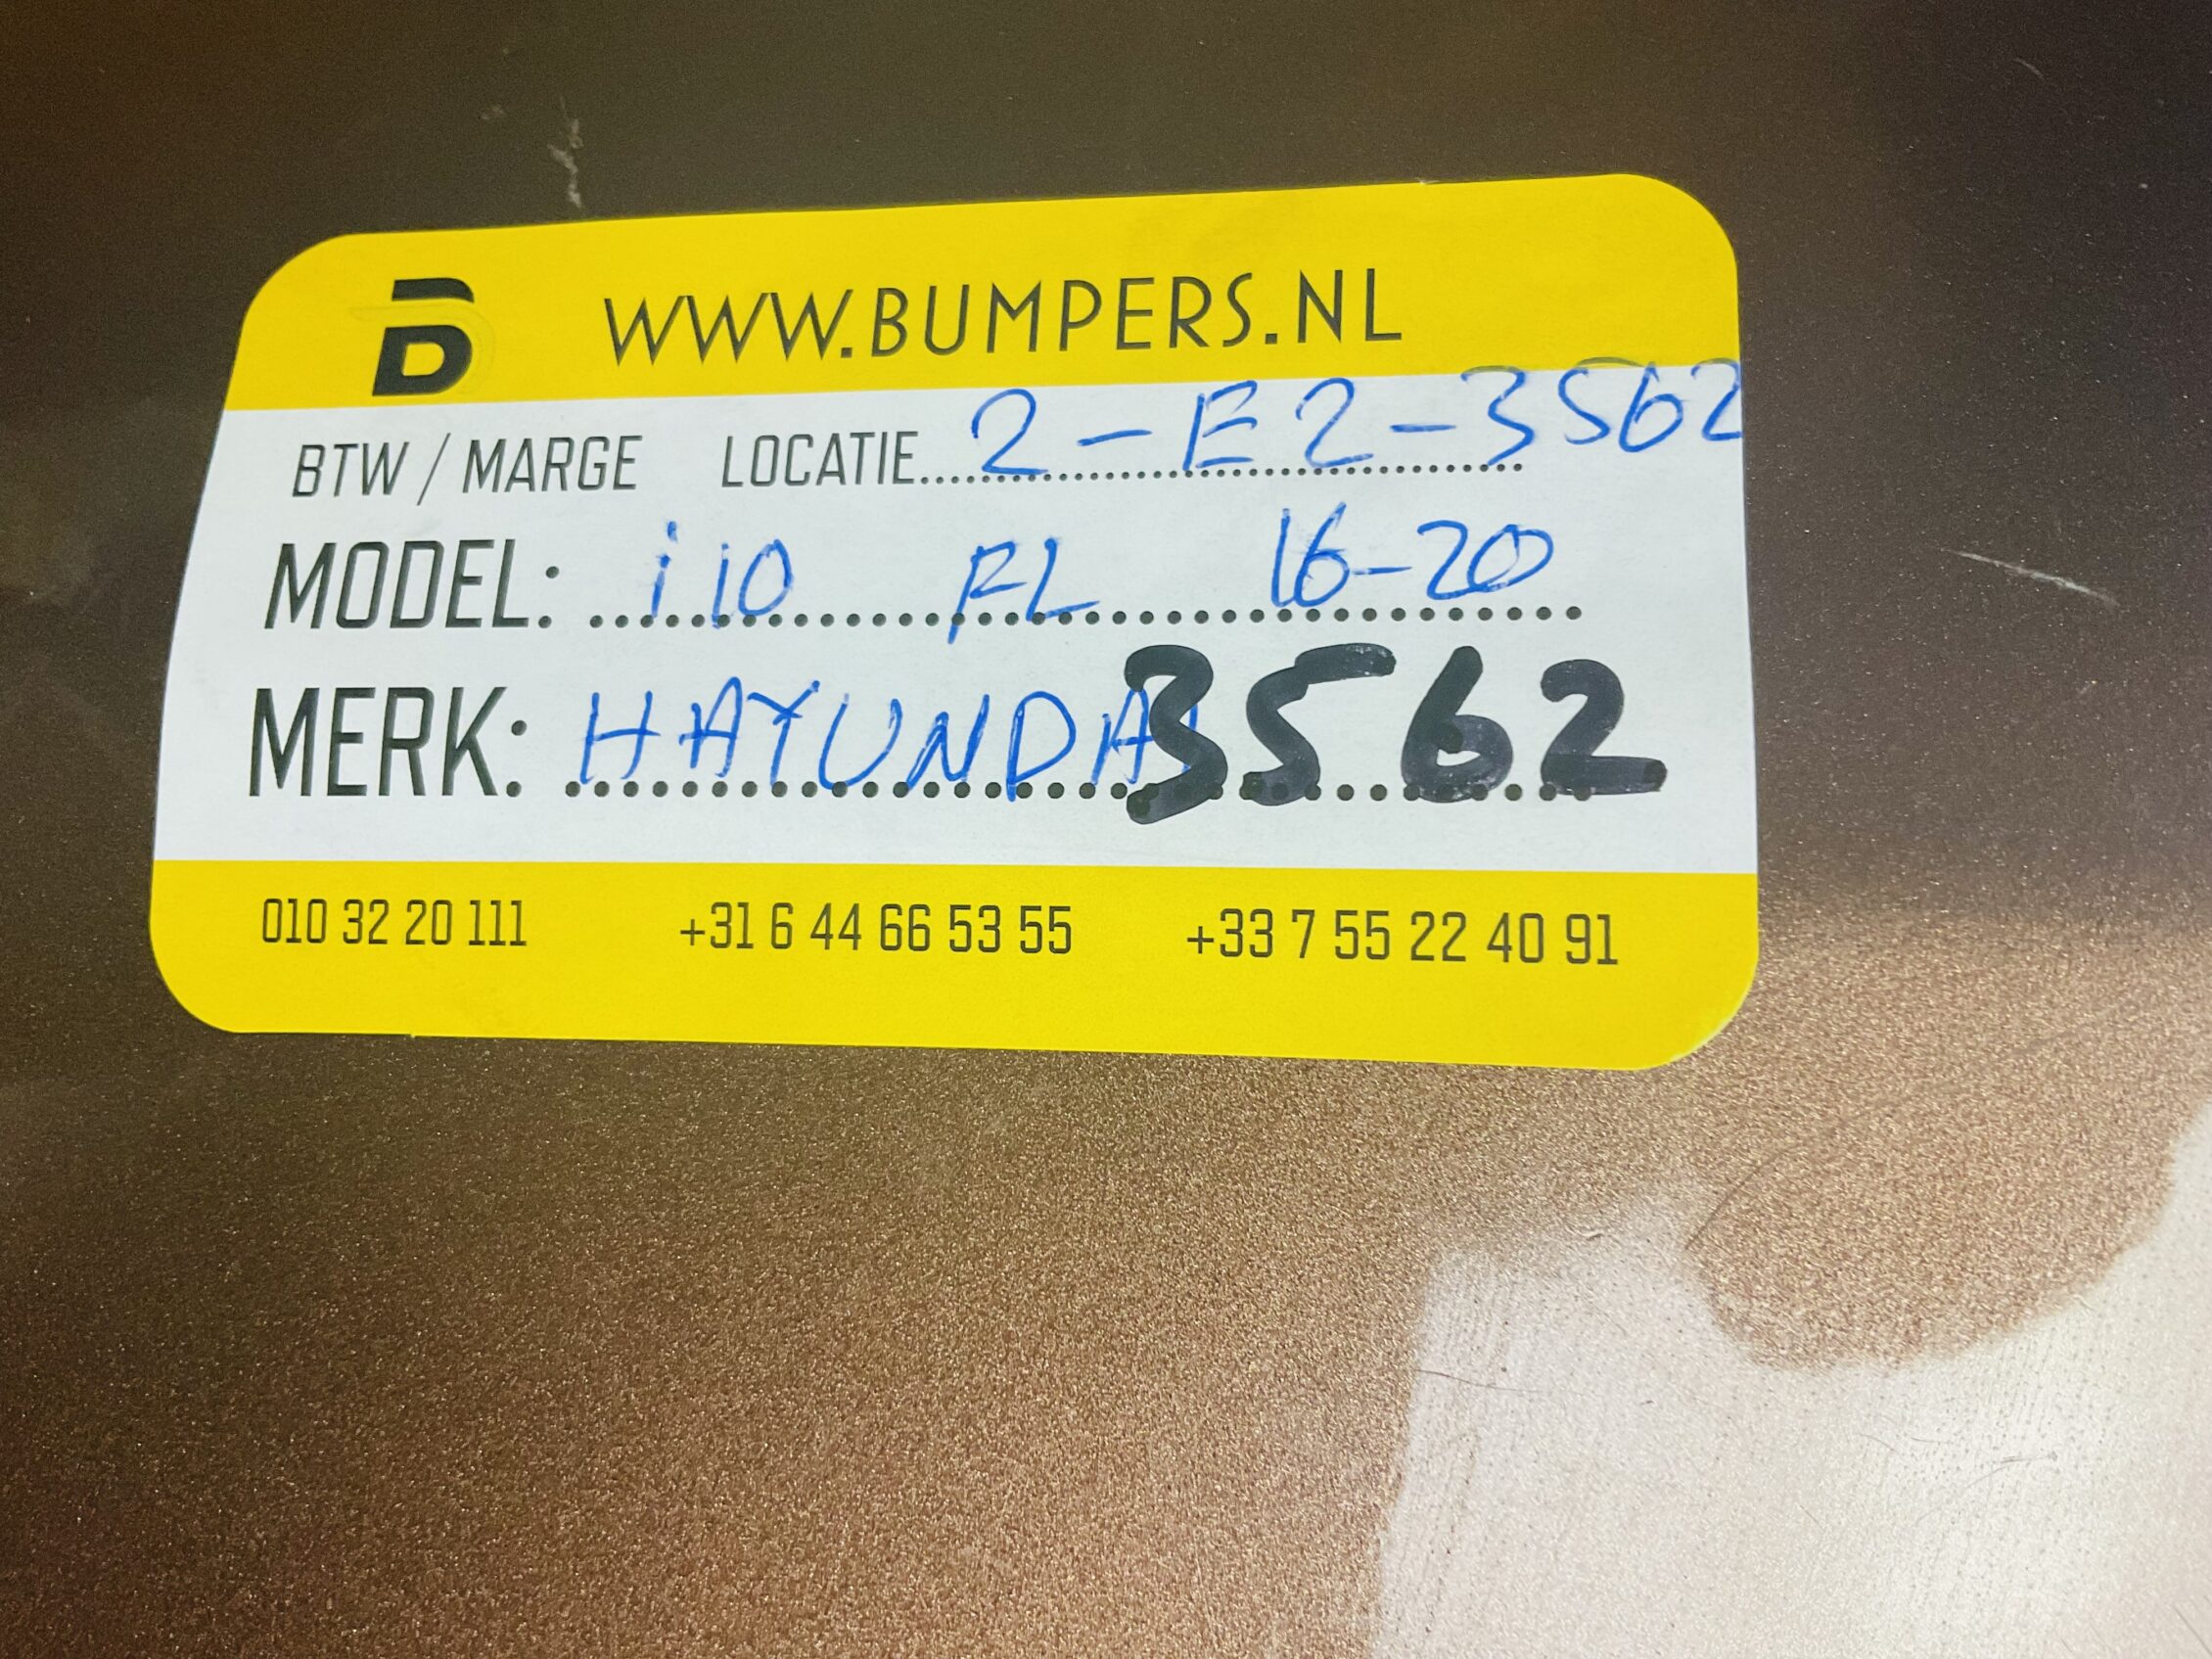 B WWW.BUMPERS.NL
BTW / MARGE LOCATIE 2-E2-3562
MODEL: i10 FL 16-20
MERK: HAYUNDAI 3562
010 32 20 111 +31 6 44 66 53 55 +33 7 55 22 40 91